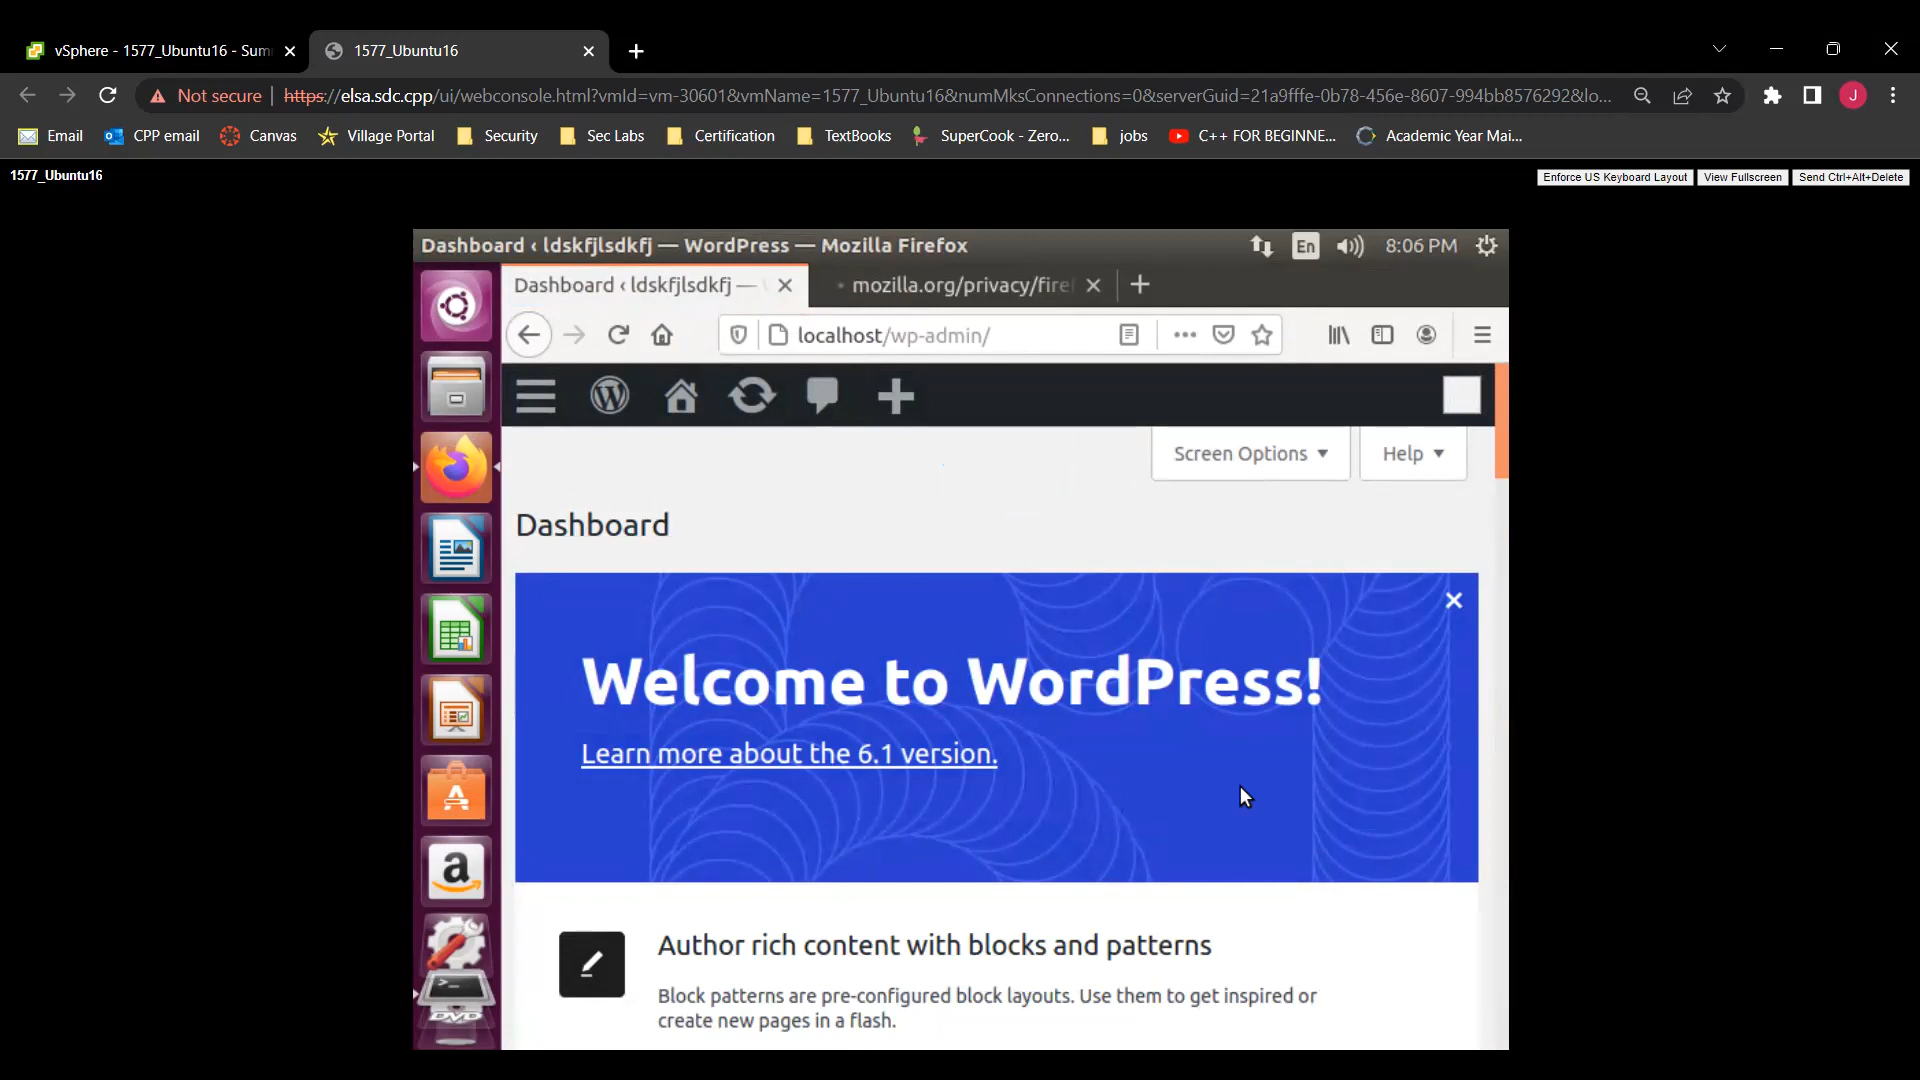 vSphere - 1577_Ubuntu16 - Sum
1577_Ubuntu16
Not secure
https://elsa.sdc.cpp/ui/webconsole.html?vmId=vm-30601&vmName=1577_Ubuntu16&numMksConnections=0&serverGuid=21a9fffe-0b78-456e-8607-994bb8576292&lo...
J
Email
CPP email
Canvas
Village Portal
Security
Sec Labs
Certification
TextBooks
SuperCook - Zero...
jobs
C++ FOR BEGINNE...
Academic Year Mai...
1577_Ubuntu16
Enforce US Keyboard Layout
View Fullscreen
Send Ctrl+Alt+Delete
Dashboard ‹ ldskfjlsdkfj — WordPress — Mozilla Firefox
En
8:06 PM
Dashboard ‹ ldskfjlsdkfj —
mozilla.org/privacy/fire
localhost/wp-admin/
Screen Options
Help
Dashboard
Welcome to WordPress!
Learn more about the 6.1 version.
Author rich content with blocks and patterns
Block patterns are pre-configured block layouts. Use them to get inspired or
create new pages in a flash.
DVD